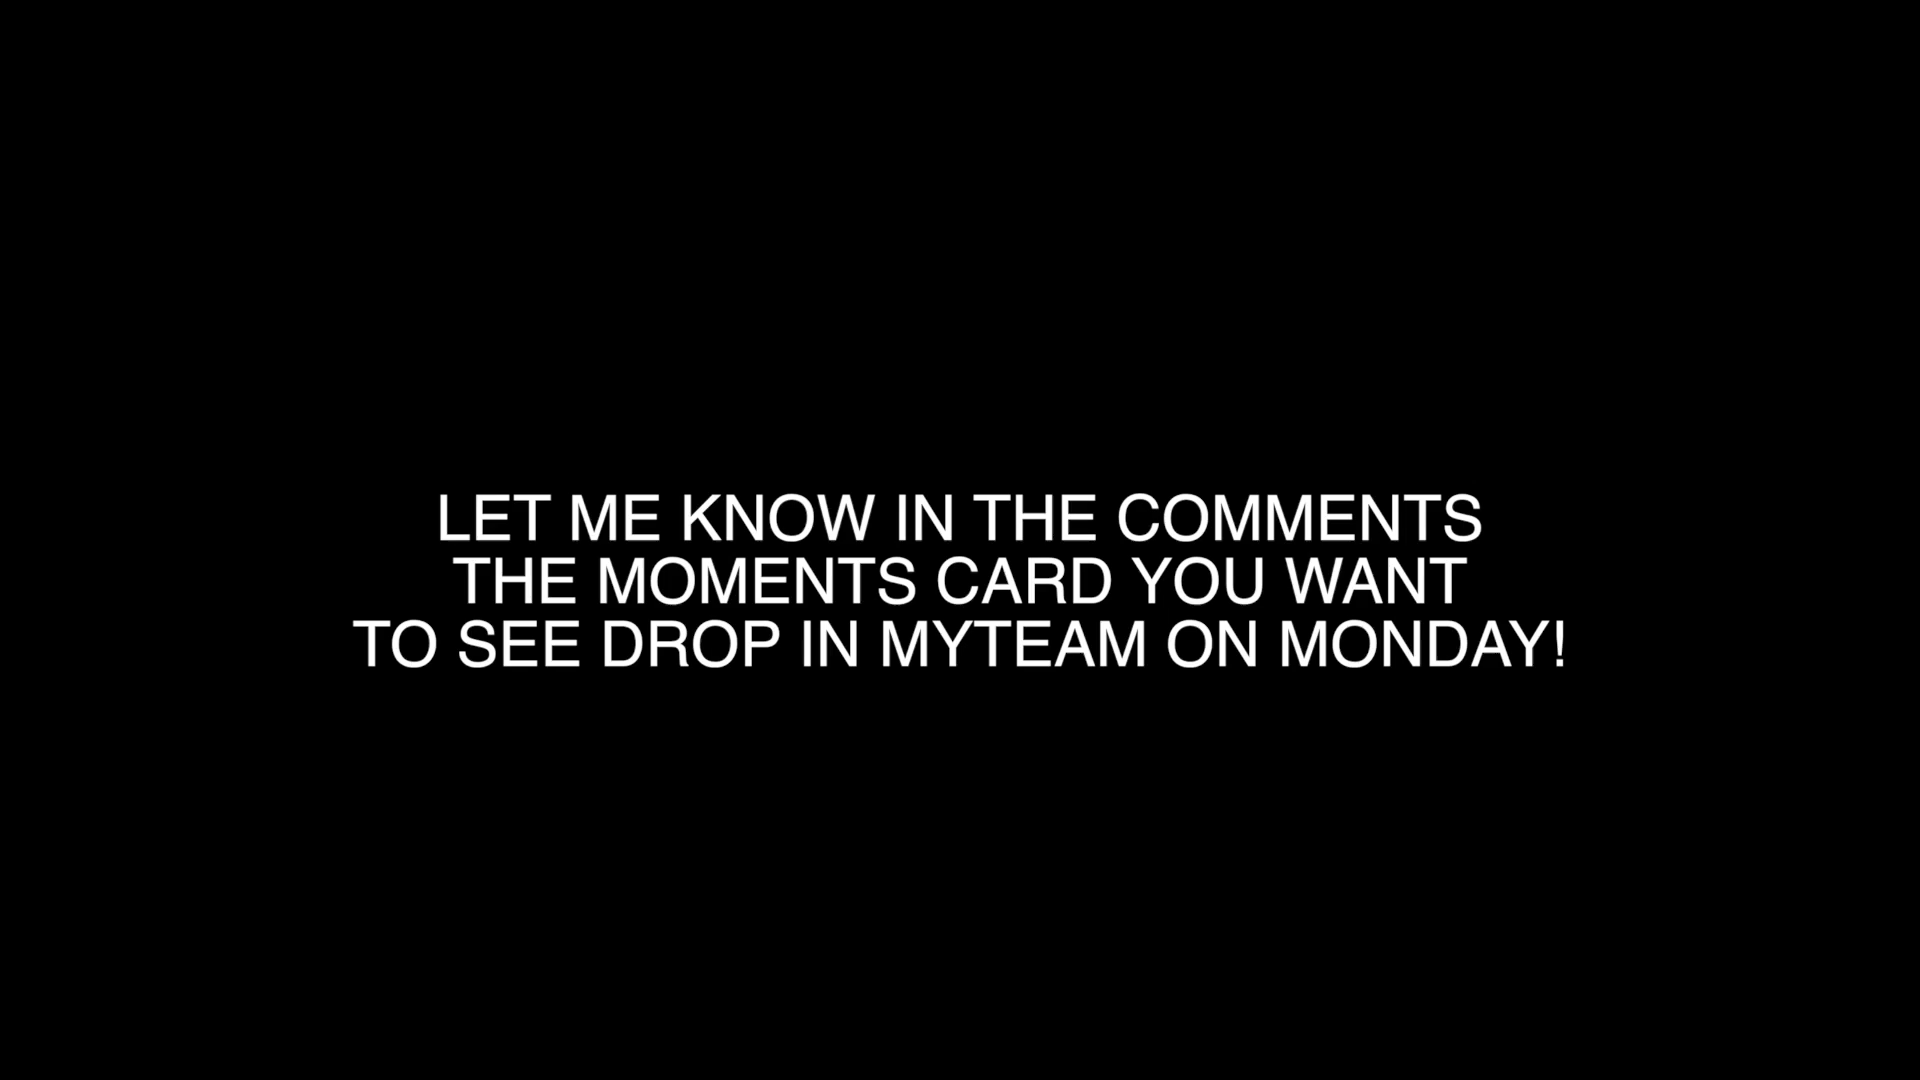 LET ME KNOW IN THE COMMENTS
THE MOMENTS CARD YOU WANT
TO SEE DROP IN MYTEAM ON MONDAY!